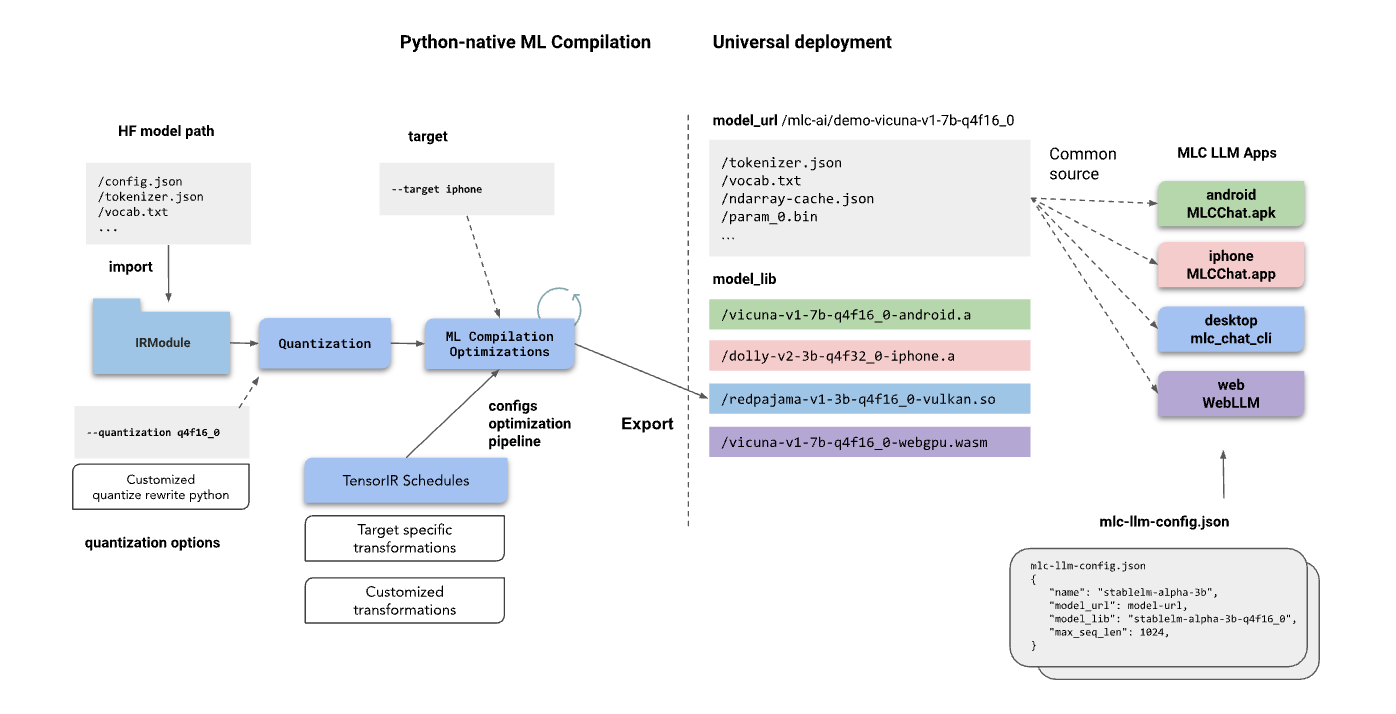 Python-native ML Compilation
Universal deployment
HF model path
/config.json
/tokenizer.json
/vocab.txt
...
import
IRModule
Quantization
--quantization q4f16_0
Customized
quantize rewrite python
quantization options
target
--target iphone
ML Compilation
Optimizations
configs
optimization
pipeline
TensorIR Schedules
Target specific
transformations
Customized
transformations
Export
model_url /mlc-ai/demo-vicuna-v1-7b-q4f16_0
/tokenizer.json
/vocab.txt
/ndarray-cache.json
/param_0.bin
...
model_lib
/vicuna-v1-7b-q4f16_0-android.a
/dolly-v2-3b-q4f32_0-iphone.a
/redpajama-v1-3b-q4f16_0-vulkan.so
/vicuna-v1-7b-q4f16_0-webgpu.wasm
Common
source
MLC LLM Apps
android
MLCChat.apk
iphone
MLCChat.app
desktop
mlc_chat_cli
web
WebLLM
mlc-llm-config.json
mlc-llm-config.json
{
"name": "stablelm-alpha-3b",
"model_url": model-url,
"model_lib": "stablelm-alpha-3b-q4f16_0",
"max_seq_len": 1024,
}